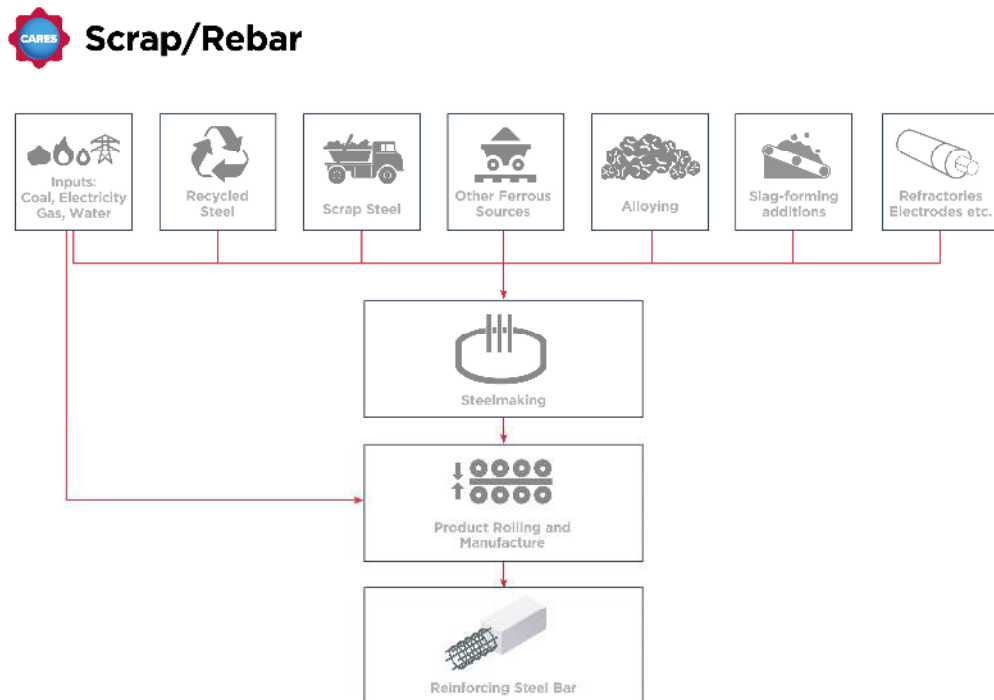 CARES
Scrap/Rebar
Inputs:
Coal, Electricity
Gas, Water
Recycled
Steel
Scrap Steel
Other Ferrous
Sources
Alloying
Slag-forming
additions
Refractories
Electrodes etc.
Steelmaking
Product Rolling and
Manufacture
Reinforcing Steel Bar